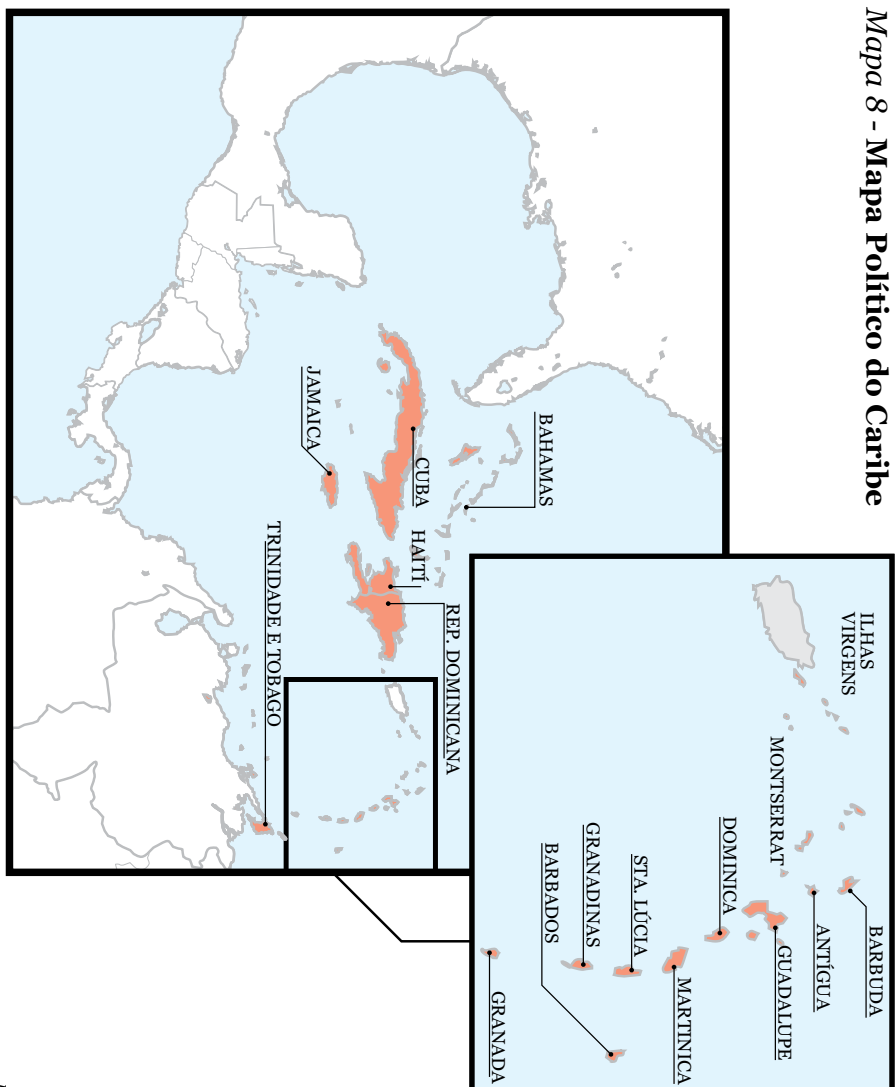 Mapa 8 - Mapa Político do Caribe
BAHAMAS
CUBA
JAMAICA
HAITÍ
REP. DOMINICANA
TRINIDADE E TOBAGO
ILHAS
VIRGENS
BARBUDA
ANTÍGUA
MONTSERRAT
GUADALUPE
DOMINICA
MARTINICA
STA. LÚCIA
GRANADINAS
BARBADOS
GRANADA